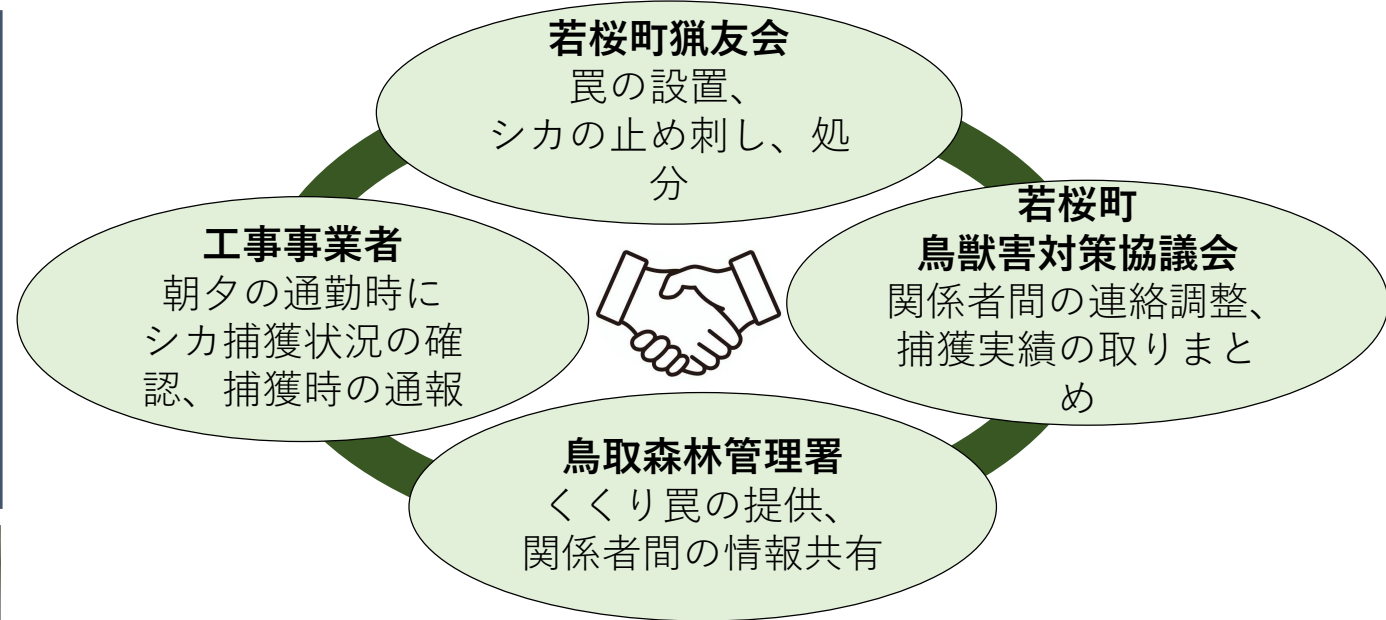 若桜町猟友会
罠の設置、
シカの止め刺し、処
分
工事事業者
朝夕の通勤時に
シカ捕獲状況の確
認、捕獲時の通報
若桜町
鳥獣害対策協議会
関係者間の連絡調整、
捕獲実績の取りまと
め
鳥取森林管理署
くくり罠の提供、
関係者間の情報共有